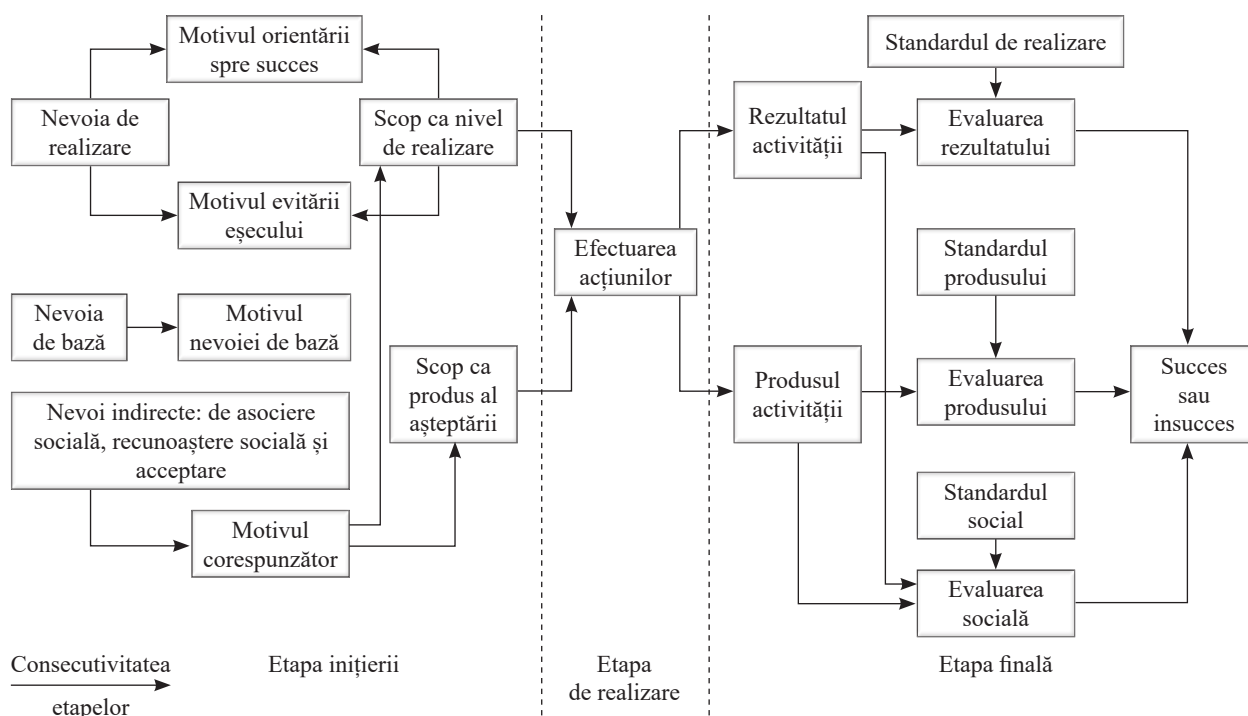 Motivul orientării
spre succes
Nevoia de
realizare
Scop ca nivel
de realizare
Motivul evitării
eșecului
Nevoia
de bază
Motivul
nevoiei de bază
Scop ca
produs al
așteptării
Nevoi indirecte: de asociere
socială, recunoaștere socială și
acceptare
Motivul
corespunzător
Efectuarea
acțiunilor
Standardul de realizare
Rezultatul
activității
Evaluarea
rezultatului
Standardul
produsului
Produsul
activității
Evaluarea
produsului
Succes
sau
insucces
Standardul
social
Evaluarea
socială
Consecutivitatea
etapelor
Etapa inițierii
Etapa
de realizare
Etapa finală